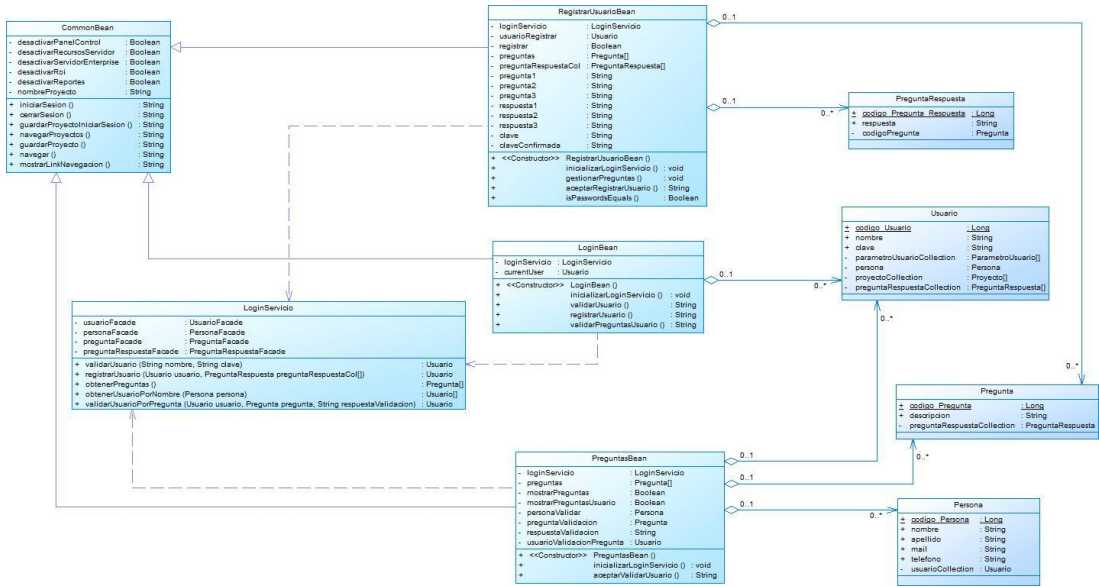 CommonBean
- desactivarPanelControl : Boolean
- desactivarRecursosServidor : Boolean
- desactivarServidorEnterprise : Boolean
- desactivarRoi : Boolean
- desactivarReportes : Boolean
- nombreProyecto : String
+ iniciarSesion () : String
+ cerrarSesion () : String
+ guardarProyectoIniciarSesion () : String
+ navegarProyectos () : String
+ guardarProyecto () : String
+ navegar () : String
+ mostrarLinkNavegacion () : String
RegistrarUsuarioBean
- loginServicio : LoginServicio
- usuarioRegistrar : Usuario
- registrar : Boolean
- preguntas : Pregunta[]
- preguntaRespuestaCol : PreguntaRespuesta[]
- pregunta1 : String
- pregunta2 : String
- pregunta3 : String
- respuesta1 : String
- respuesta2 : String
- respuesta3 : String
- clave : String
- claveConfirmada : String
+ <<Constructor>> RegistrarUsuarioBean ()
+ inicializarLoginServicio () : void
+ gestionarPreguntas () : void
+ aceptarRegistrarUsuario () : String
+ isPasswordsEquals () : Boolean
0..1
0..1
0..*
PreguntaRespuesta
+ codigo_Pregunta_Respuesta : Long
+ respuesta : String
- codigoPregunta : Pregunta
Usuario
+ codigo_Usuario : Long
+ nombre : String
+ clave : String
- parametroUsuarioCollection : ParametroUsuario[]
- persona : Persona
- proyectoCollection : Proyecto[]
- preguntaRespuestaCollection : PreguntaRespuesta[]
LoginBean
- loginServicio : LoginServicio
- currentUser : Usuario
+ <<Constructor>> LoginBean ()
+ inicializarLoginServicio () : void
+ validarUsuario () : String
+ registrarUsuario () : String
+ validarPreguntasUsuario () : String
0..1
0..*
0..*
LoginServicio
- usuarioFacade : UsuarioFacade
- personaFacade : PersonaFacade
- preguntaFacade : PreguntaFacade
- preguntaRespuestaFacade : PreguntaRespuestaFacade
+ validarUsuario (String nombre, String clave) : Usuario
+ registrarUsuario (Usuario usuario, PreguntaRespuesta preguntaRespuestaCol[]) : Usuario
+ obtenerPreguntas () : Pregunta[]
+ obtenerUsuarioPorNombre (Persona persona) : Usuario[]
+ validarUsuarioPorPregunta (Usuario usuario, Pregunta pregunta, String respuestaValidacion) : Usuario
0..*
Pregunta
+ codigo_Pregunta : Long
+ descripcion : String
- preguntaRespuestaCollection : PreguntaRespuesta
0..*
PreguntasBean
- loginServicio : LoginServicio
- preguntas : Pregunta[]
- mostrarPreguntas : Boolean
- mostrarPreguntasUsuario : Boolean
- personaValidar : Persona
- preguntaValidacion : Pregunta
- respuestaValidacion : String
- usuarioValidacionPregunta : Usuario
+ <<Constructor>> PreguntasBean ()
+ inicializarLoginServicio () : void
+ aceptarValidarUsuario () : String
0..1
0..1
0..1
0..*
Persona
+ codigo_Persona : Long
+ nombre : String
+ apellido : String
+ mail : String
+ telefono : String
- usuarioCollection : Usuario